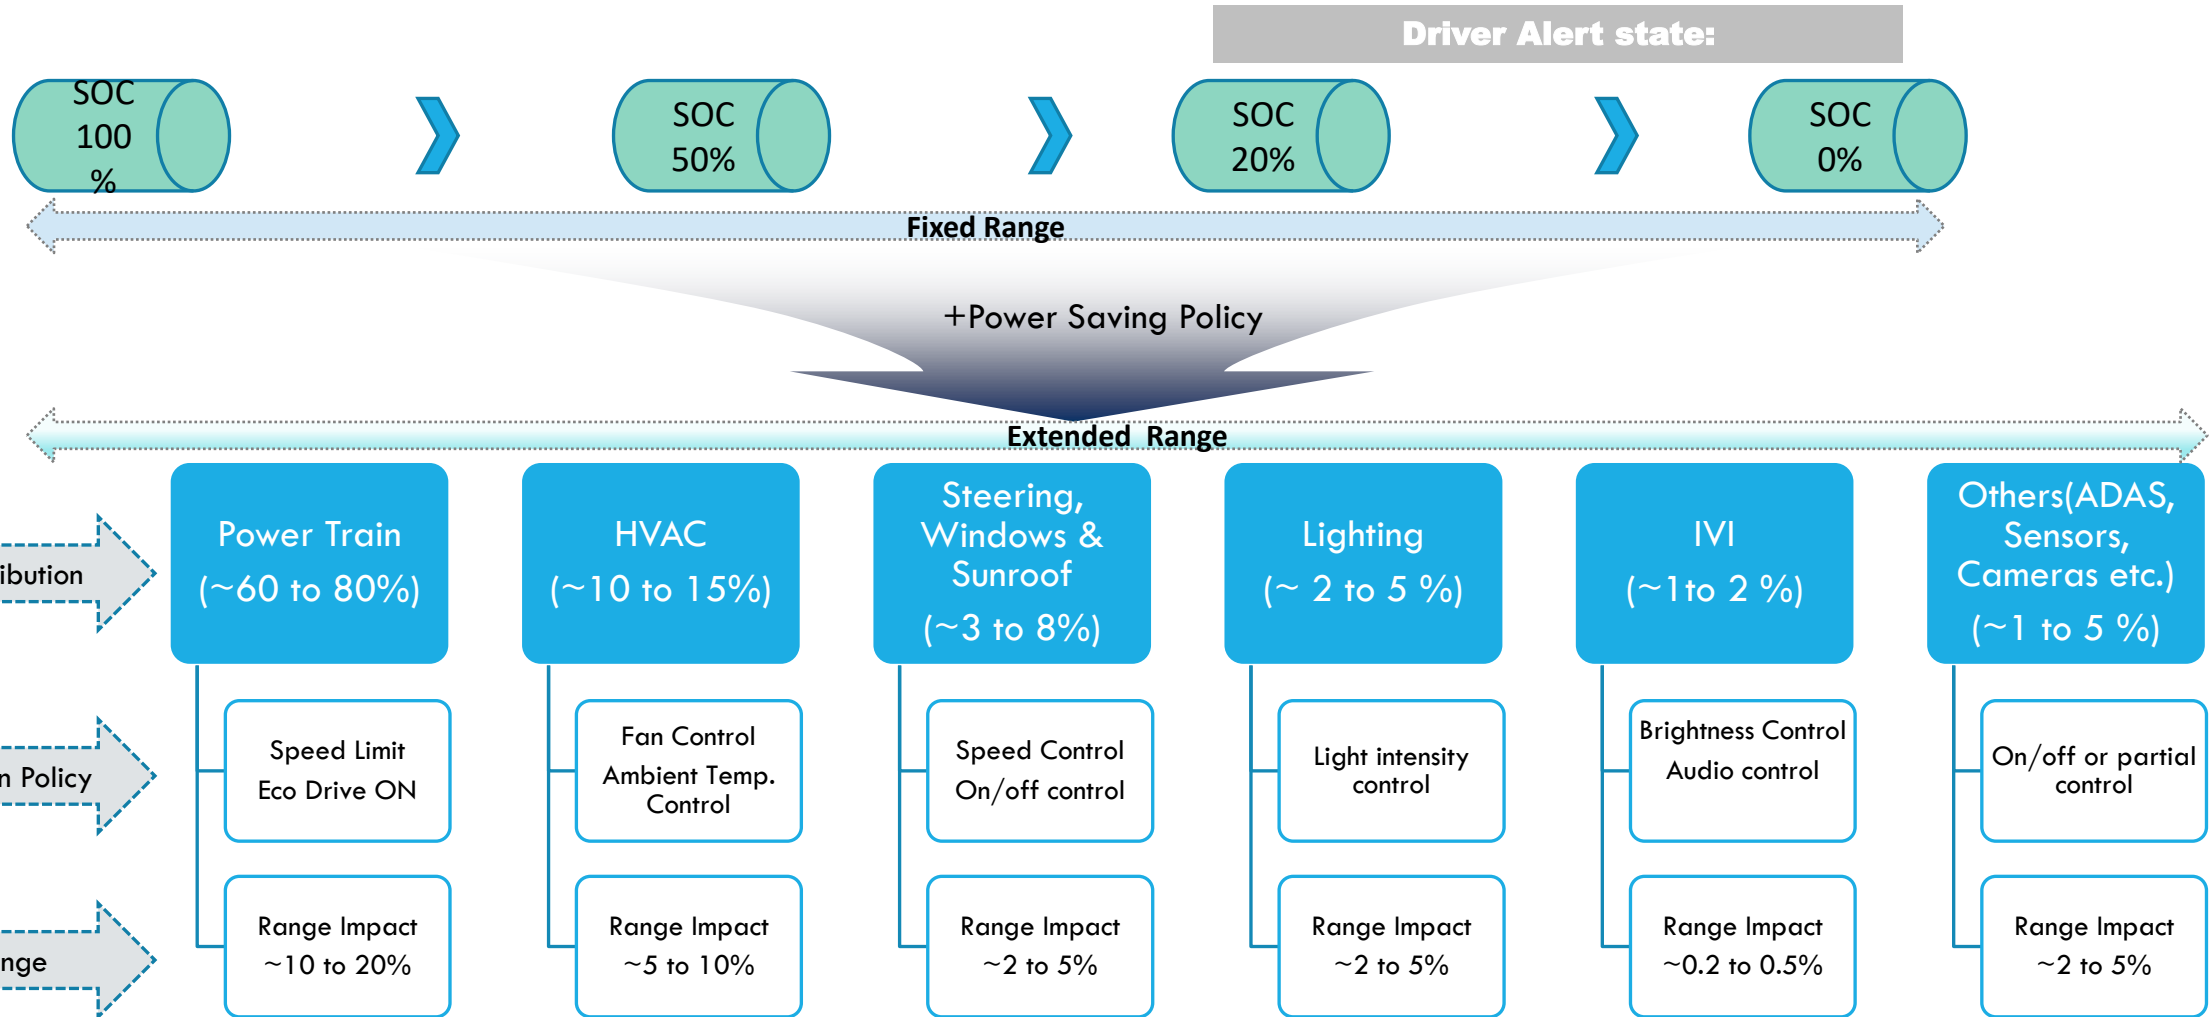 Driver Alert state:
SOC
100
%
SOC
50%
SOC
20%
SOC
0%
Fixed Range
+Power Saving Policy
Extended Range
ibution
Power Train
(~60 to 80%)
HVAC
(~10 to 15%)
Steering,
Windows &
Sunroof
(~3 to 8%)
Lighting
(~ 2 to 5 %)
IVI
(~1to 2 %)
Others(ADAS,
Sensors,
Cameras etc.)
(~1 to 5 %)
n Policy
Speed Limit
Eco Drive ON
Fan Control
Ambient Temp.
Control
Speed Control
On/off control
Light intensity
control
Brightness Control
Audio control
On/off or partial
control
nge
Range Impact
~10 to 20%
Range Impact
~5 to 10%
Range Impact
~2 to 5%
Range Impact
~2 to 5%
Range Impact
~0.2 to 0.5%
Range Impact
~2 to 5%